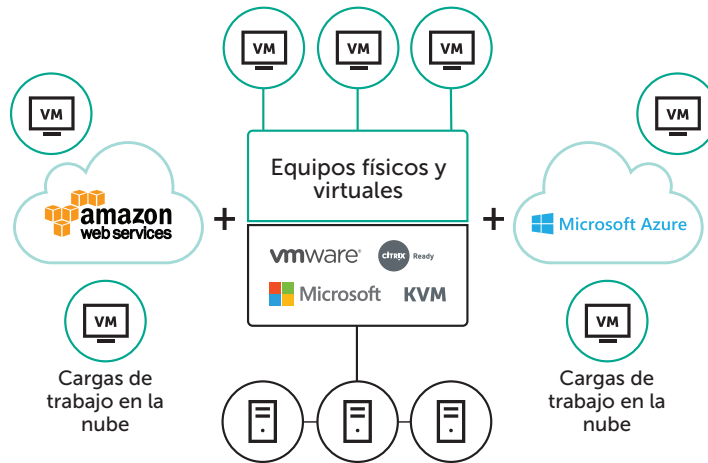 VM
VM
VM
VM
VM
Equipos físicos y
virtuales
amazon
web services
+
+
Microsoft Azure
vmware®
CITRIX Ready
Microsoft
KVM
VM
VM
Cargas de
trabajo en la
nube
Cargas de
trabajo en la
nube